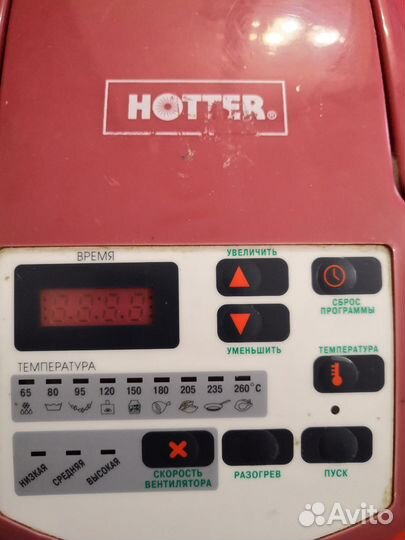 HOTTER®
ВРЕМЯ
УВЕЛИЧИТЬ
СБРОС
ПРОГРАММЫ
УМЕНЬШИТЬ
ТЕМПЕРАТУРА
ТЕМПЕРАТУРА
65 80 95 120 150 180 205 235 260°C
НИЗКАЯ СРЕДНЯЯ ВЫСОКАЯ
СКОРОСТЬ
ВЕНТИЛЯТОРА
РАЗОГРЕВ
ПУСК
Avito